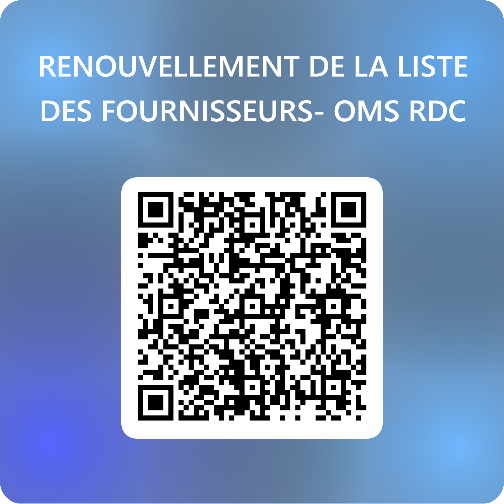 RENOUVELLEMENT DE LA LISTE
DES FOURNISSEURS- OMS RDC